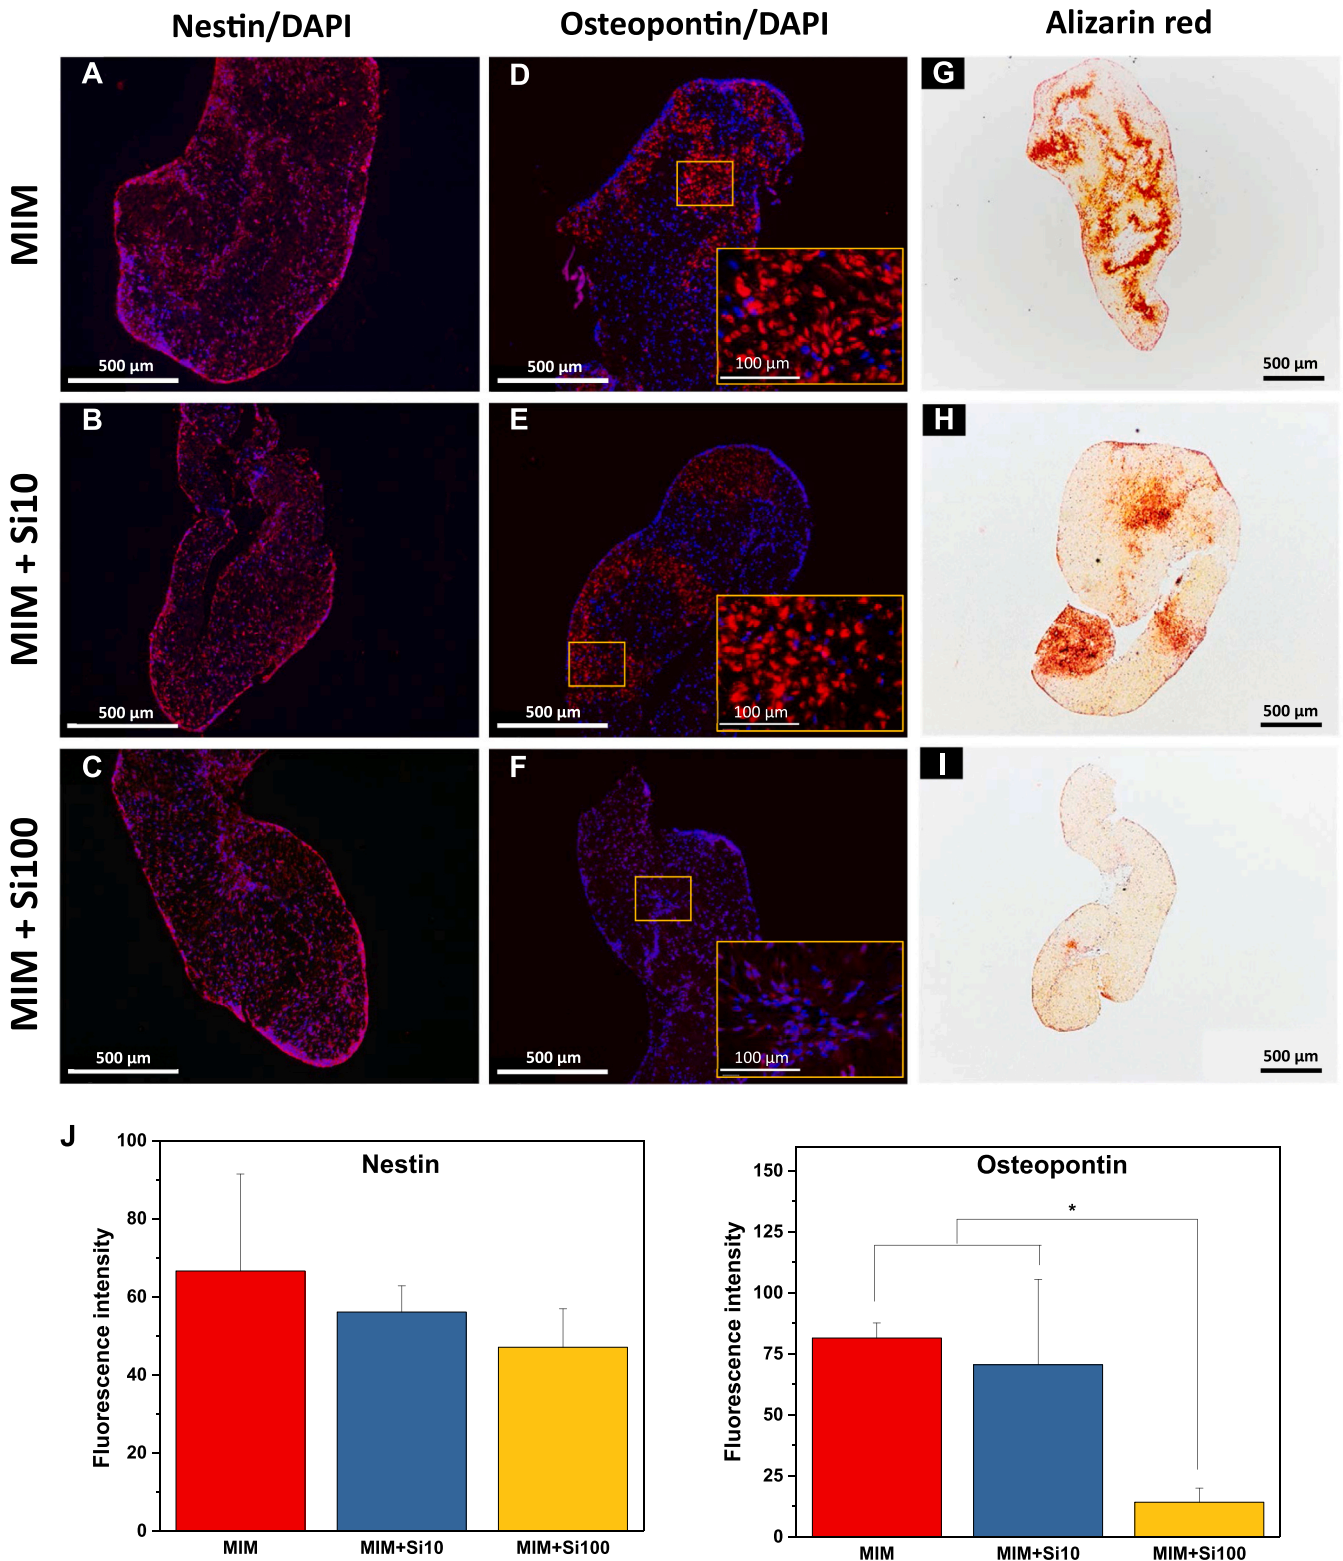 Nestin/DAPI
Osteopontin/DAPI
Alizarin red
MIM
A
500 µm
D
500 µm
100 µm
G
500 µm
MIM + Si10
B
500 µm
E
500 µm
100 µm
H
500 µm
MIM + Si100
C
500 µm
F
500 µm
100 µm
I
500 µm
J
Nestin
Fluorescence intensity
100
80
60
40
20
0
MIM
MIM+Si10
MIM+Si100
Osteopontin
*
Fluorescence intensity
150
125
100
75
50
25
0
MIM
MIM+Si10
MIM+Si100